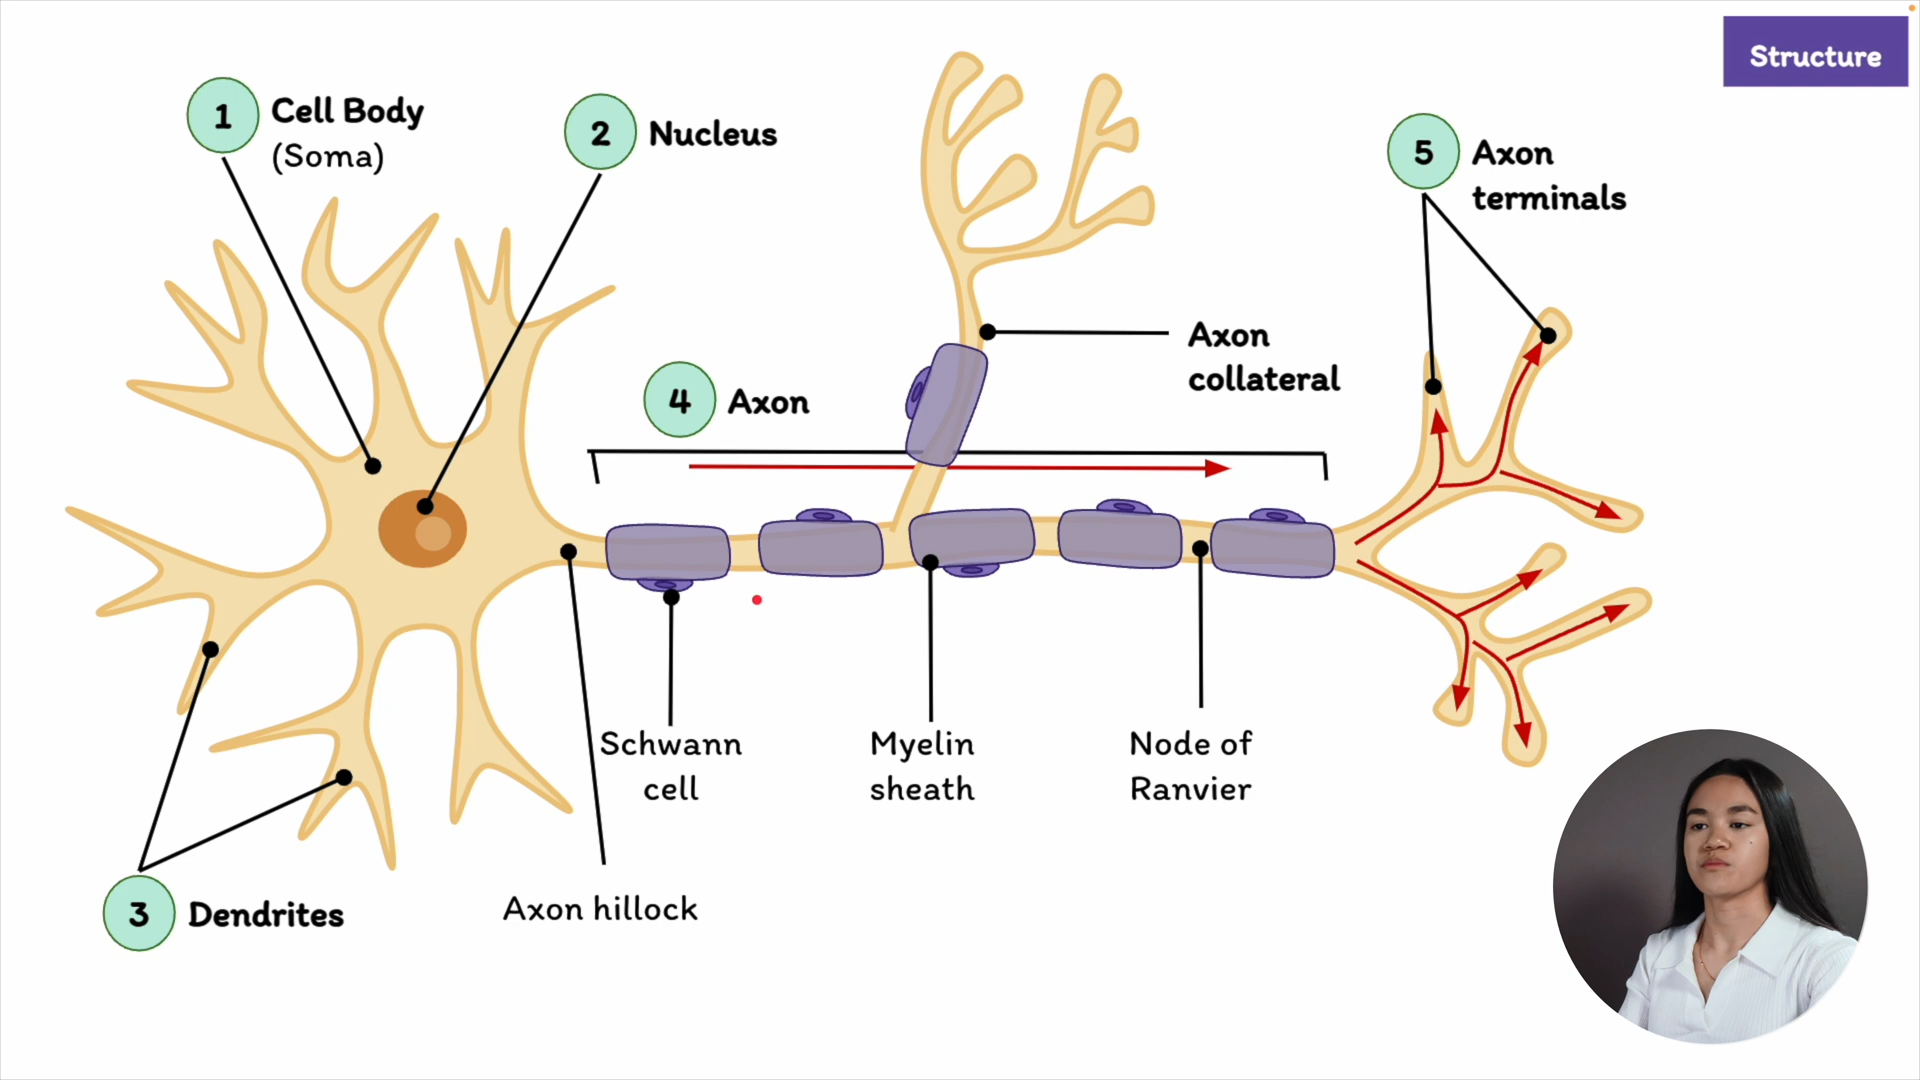 Structure
1
Cell Body
(Soma)
2
Nucleus
5
Axon
terminals
Axon
collateral
4
Axon
Schwann
cell
Myelin
sheath
Node of
Ranvier
3
Dendrites
Axon hillock